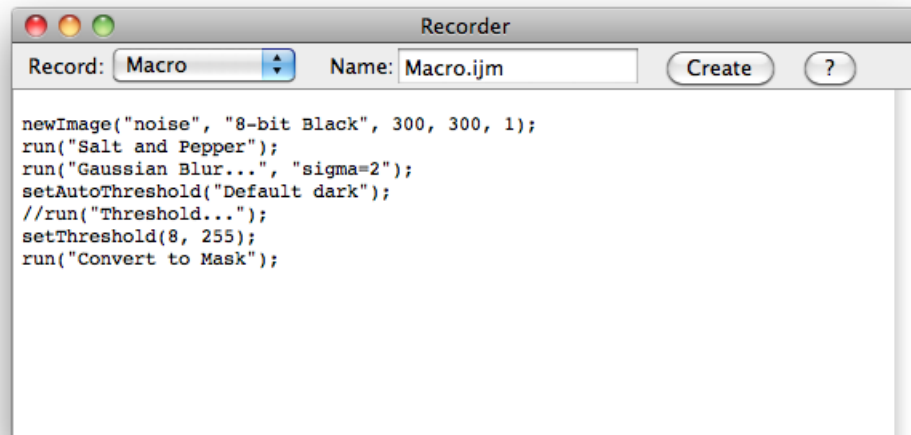 Recorder
Record: Macro Name: Macro.ijm Create ?
newImage("noise", "8-bit Black", 300, 300, 1);
run("Salt and Pepper");
run("Gaussian Blur...", "sigma=2");
setAutoThreshold("Default dark");
//run("Threshold...");
setThreshold(8, 255);
run("Convert to Mask");